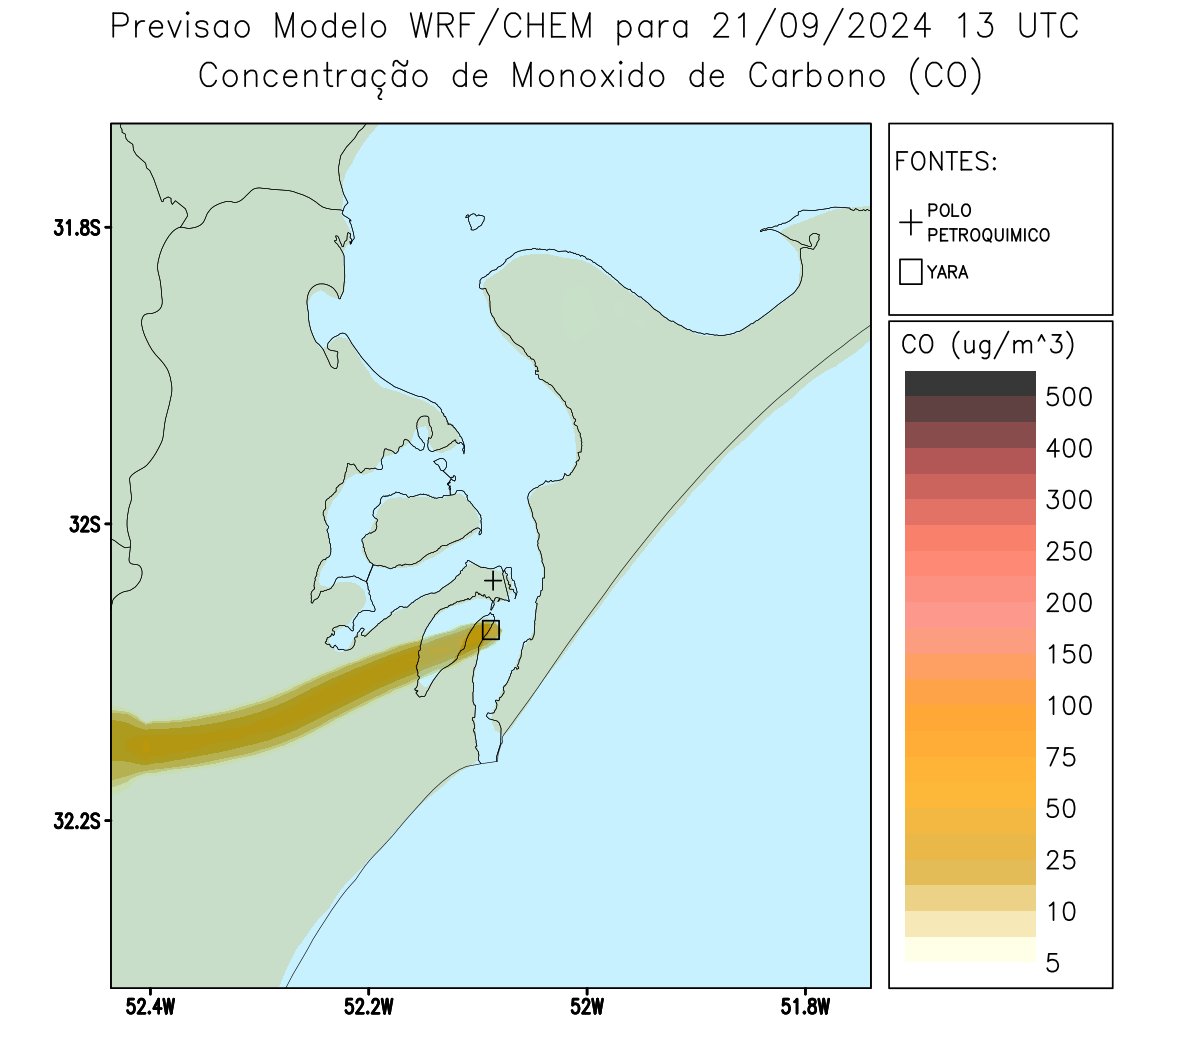 Previsao Modelo WRF/CHEM para 21/09/2024 13 UTC
Concentração de Monoxido de Carbono (CO)
FONTES:
POLO
PETROQUIMICO
YARA
CO (ug/m^3)
500
400
300
250
200
150
100
75
50
25
10
5
31.8S
32S
32.2S
52.4W
52.2W
52W
51.8W